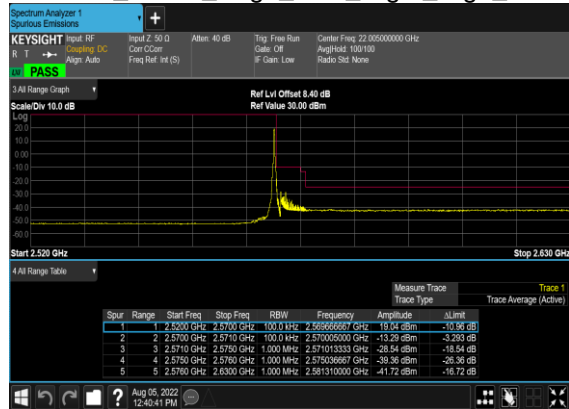 Spectrum Analyzer 1
Spurious Emissions
+
KEYSIGHT Input: RF Input Z: 50 Ω Atten: 40 dB Trig: Free Run Center Freq: 22.005000000 GHz
R T Coupling: DC Corr CCorr Gate: Off Avg|Hold: 100/100
Align: Auto Freq Ref: Int (S) IF Gain: Low Radio Std: None
PASS
3 All Range Graph Ref Lvl Offset 8.40 dB
Scale/Div 10.0 dB Ref Value 30.00 dBm
Log
20.0
10.0
0.00
-10.0
-20.0
-30.0
-40.0
-50.0
-60.0
Start 2.520 GHz Stop 2.630 GHz
4 All Range Table
Measure Trace Trace 1
Trace Type Trace Average (Active)
Spur Range Start Freq Stop Freq RBW Frequency Amplitude ΔLimit
1 1 2.5200 GHz 2.5700 GHz 100.0 kHz 2.569666667 GHz 19.04 dBm -10.96 dB
2 2 2.5700 GHz 2.5710 GHz 100.0 kHz 2.570005000 GHz -13.29 dBm -3.293 dB
3 3 2.5710 GHz 2.5750 GHz 1.000 MHz 2.571013333 GHz -28.54 dBm -18.54 dB
4 4 2.5750 GHz 2.5760 GHz 1.000 MHz 2.575036667 GHz -39.36 dBm -26.36 dB
5 5 2.5760 GHz 2.6300 GHz 1.000 MHz 2.581310000 GHz -41.72 dBm -16.72 dB
? Aug 05, 2022
12:40:41 PM